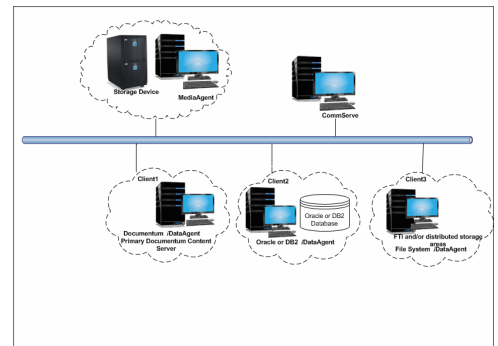 Storage Device
MediaAgent
CommServe
Client1
Documentum iDataAgent
Primary Documentum Content
Server
Client2
Oracle or DB2
Database
Oracle or DB2 iDataAgent
Client3
FTI and/or distributed storage
areas
File System iDataAgent